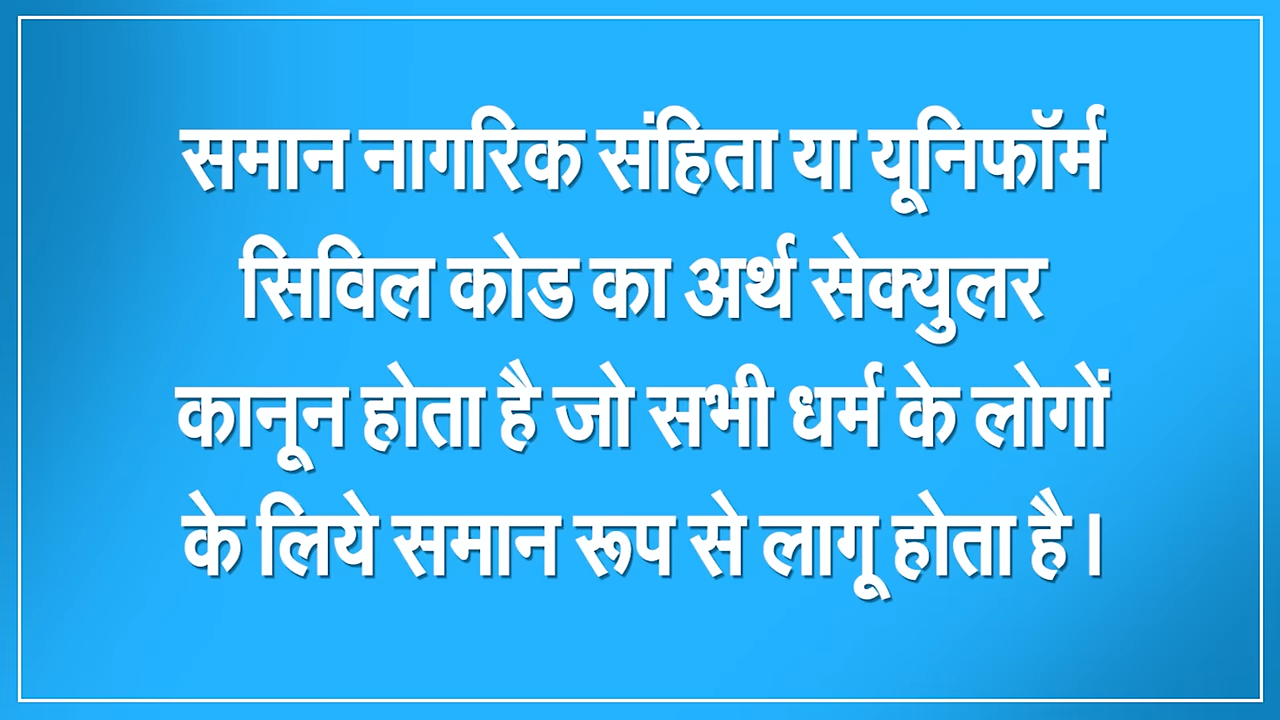 समान नागरिक संहिता या यूनिफॉर्म
सिविल कोड का अर्थ सेक्युलर
कानून होता है जो सभी धर्म के लोगों
के लिये समान रूप से लागू होता है।